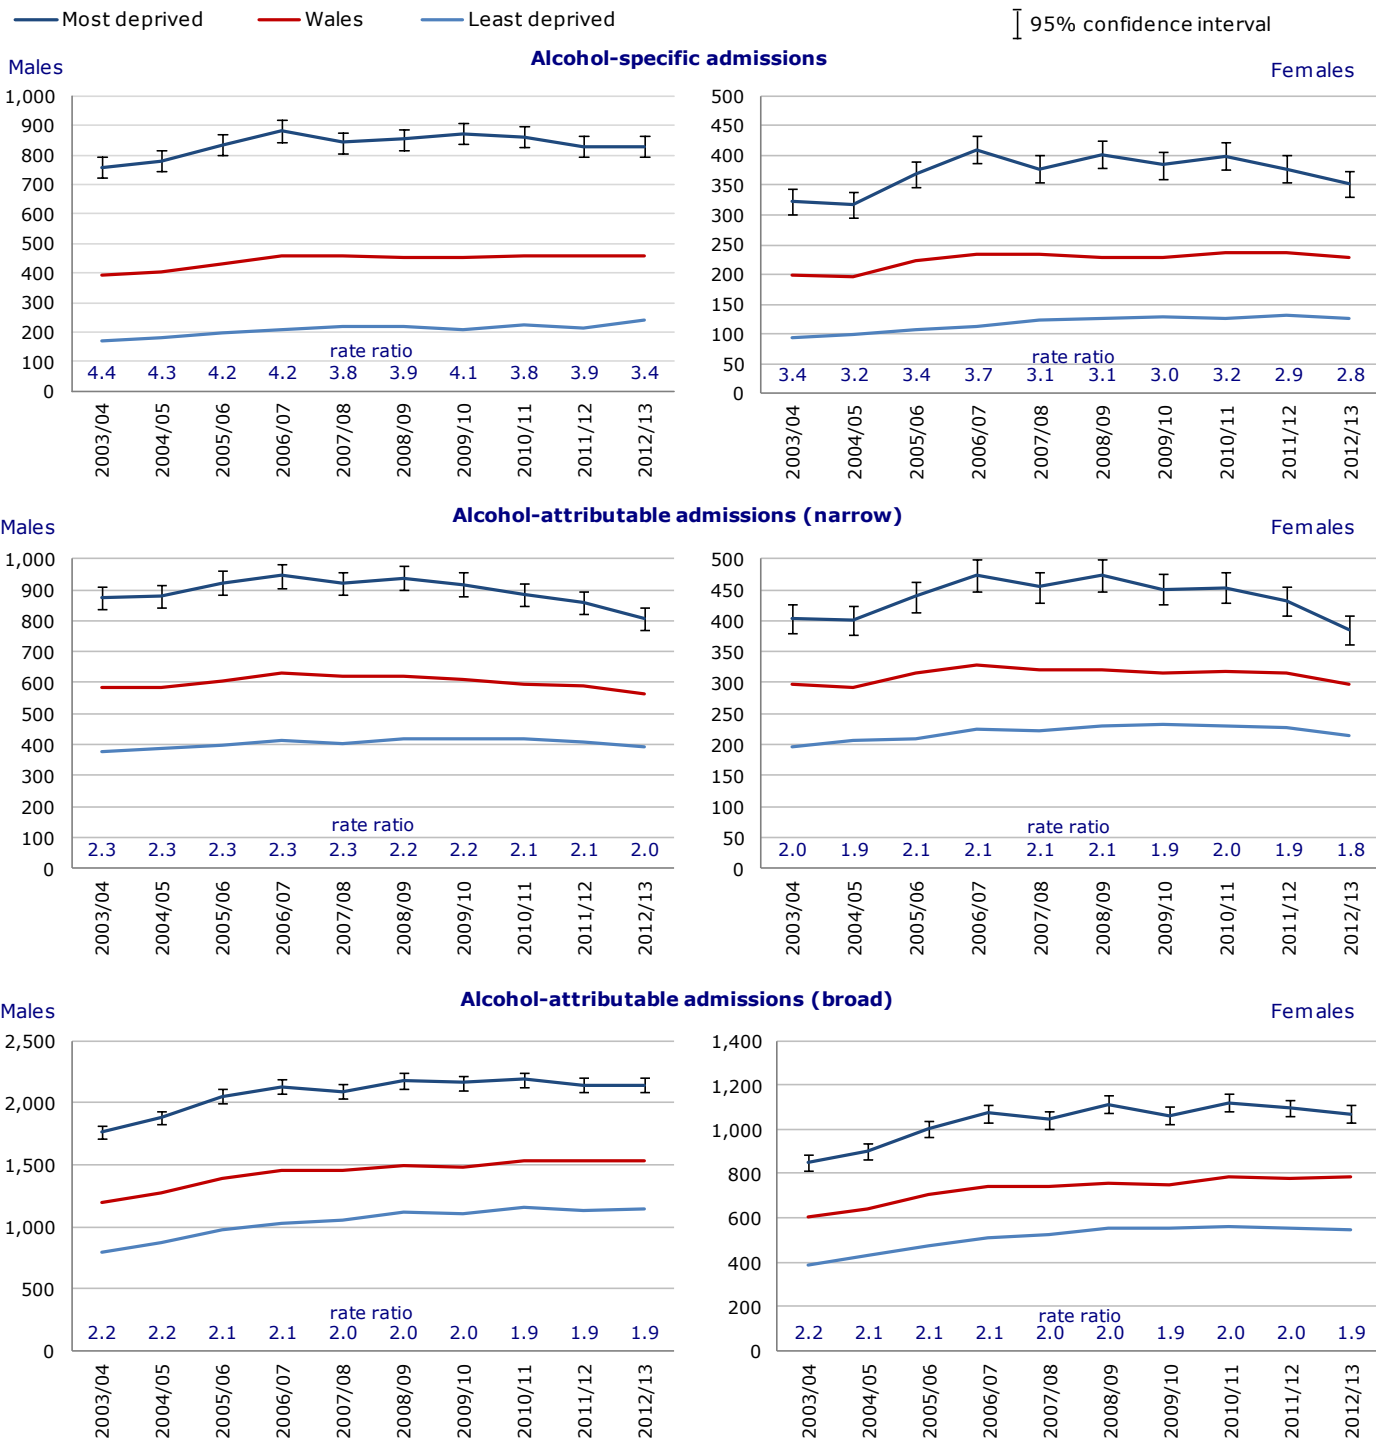 Most deprived Wales Least deprived 95% confidence interval
Alcohol-specific admissions
Males Females
1,000
900
800
700
600
500
400
300
200
100
0
rate ratio
4.4 4.3 4.2 4.2 3.8 3.9 4.1 3.8 3.9 3.4
2003/04 2004/05 2005/06 2006/07 2007/08 2008/09 2009/10 2010/11 2011/12 2012/13
500
450
400
350
300
250
200
150
100
50
0
rate ratio
3.4 3.2 3.4 3.7 3.1 3.1 3.0 3.2 2.9 2.8
2003/04 2004/05 2005/06 2006/07 2007/08 2008/09 2009/10 2010/11 2011/12 2012/13
Alcohol-attributable admissions (narrow)
Males Females
1,000
900
800
700
600
500
400
300
200
100
0
rate ratio
2.3 2.3 2.3 2.3 2.3 2.2 2.2 2.1 2.1 2.0
2003/04 2004/05 2005/06 2006/07 2007/08 2008/09 2009/10 2010/11 2011/12 2012/13
500
450
400
350
300
250
200
150
100
50
0
rate ratio
2.0 1.9 2.1 2.1 2.1 2.1 1.9 2.0 1.9 1.8
2003/04 2004/05 2005/06 2006/07 2007/08 2008/09 2009/10 2010/11 2011/12 2012/13
Alcohol-attributable admissions (broad)
Males Females
2,500
2,000
1,500
1,000
500
0
rate ratio
2.2 2.2 2.1 2.1 2.0 2.0 2.0 1.9 1.9 1.9
2003/04 2004/05 2005/06 2006/07 2007/08 2008/09 2009/10 2010/11 2011/12 2012/13
1,400
1,200
1,000
800
600
400
200
0
rate ratio
2.2 2.1 2.1 2.1 2.0 2.0 1.9 2.0 2.0 1.9
2003/04 2004/05 2005/06 2006/07 2007/08 2008/09 2009/10 2010/11 2011/12 2012/13